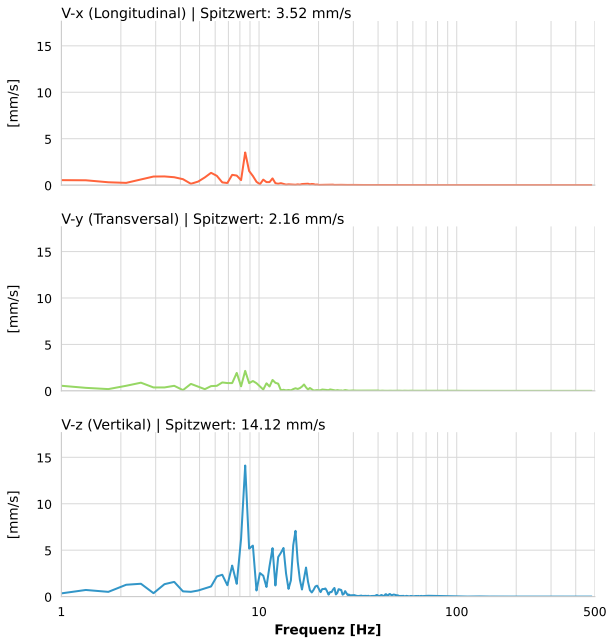 V-x (Longitudinal) | Spitzwert: 3.52 mm/s
15
10
[mm/s]
5
0
V-y (Transversal) | Spitzwert: 2.16 mm/s
15
10
[mm/s]
5
0
V-z (Vertikal) | Spitzwert: 14.12 mm/s
15
10
[mm/s]
5
0
1 10 100 500
Frequenz [Hz]